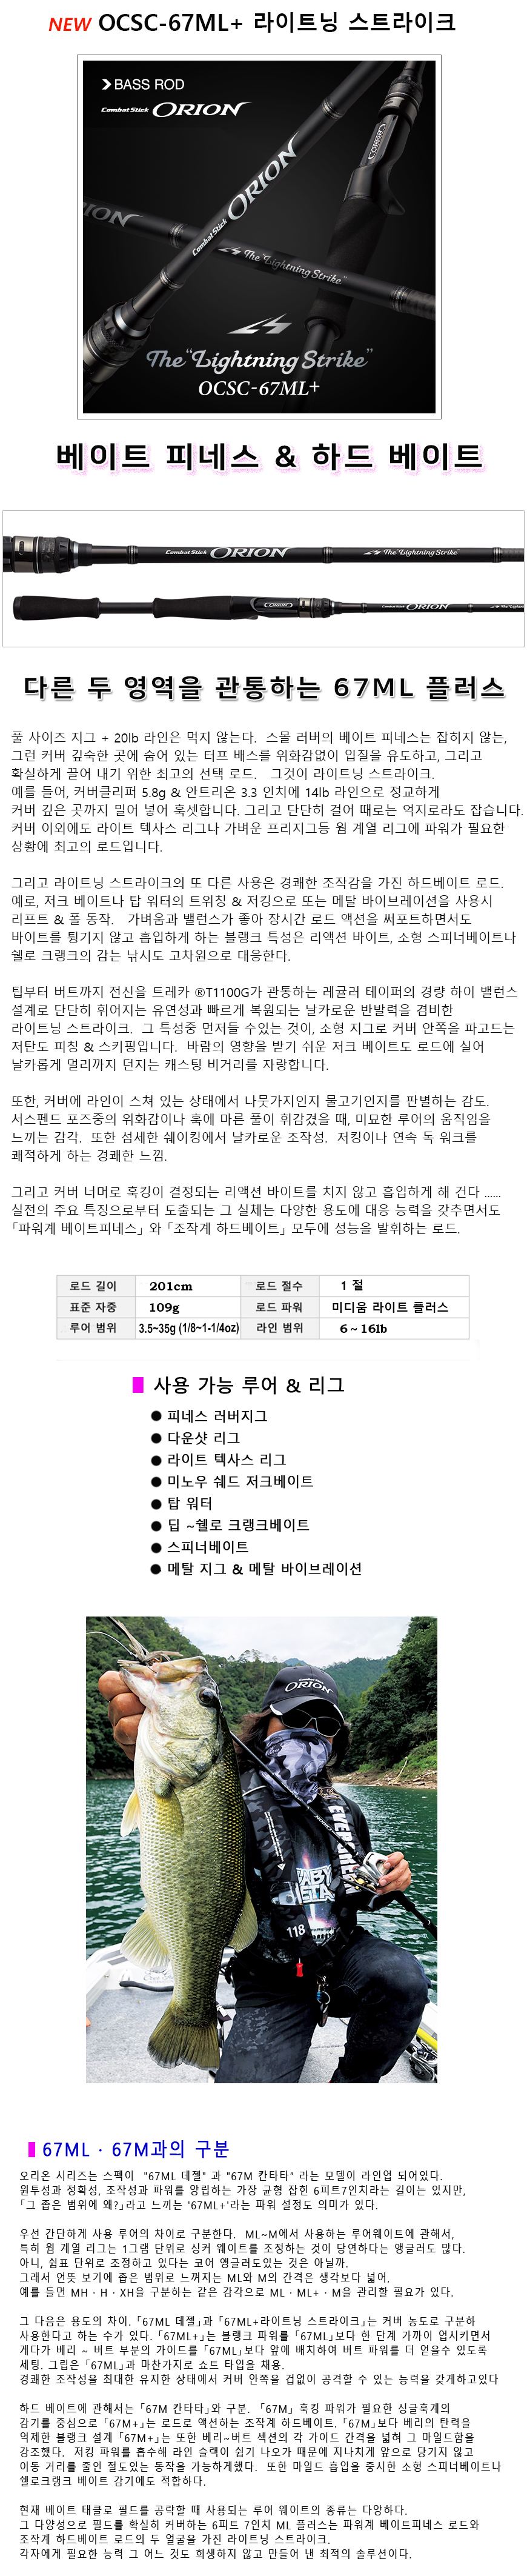 NEW OCSC-67ML+ 라이트닝 스트라이크
BASS ROD
Combat Stick ORION
ORION
Combat Stick ORION
The "Lightning Strike"
The "Lightning Strike"
OCSC-67ML+
베이트 피네스 & 하드 베이트
Combat Stick ORION The "Lightning Strike"
ORION Combat Stick ORION The "Lightning
다른 두 영역을 관통하는 67ML 플러스
풀 사이즈 지그 + 20lb 라인은 먹지 않는다. 스몰 러버의 베이트 피네스는 잡히지 않는,
그런 커버 깊숙한 곳에 숨어 있는 터프 배스를 위화감없이 입질을 유도하고, 그리고
확실하게 끌어 내기 위한 최고의 선택 로드. 그것이 라이트닝 스트라이크.
예를 들어, 커버클리퍼 5.8g & 안트리온 3.3 인치에 14lb 라인으로 정교하게
커버 깊은 곳까지 밀어 넣어 훅셋합니다. 그리고 단단히 걸어 때로는 억지로라도 잡습니다.
커버 이외에도 라이트 텍사스 리그나 가벼운 프리지그등 웜 계열 리그에 파워가 필요한
상황에 최고의 로드입니다.
그리고 라이트닝 스트라이크의 또 다른 사용은 경쾌한 조작감을 가진 하드베이트 로드.
예로, 저크 베이트나 탑 워터의 트위칭 & 저킹으로 또는 메탈 바이브레이션을 사용시
리프트 & 폴 동작. 가벼움과 밸런스가 좋아 장시간 로드 액션을 써포트하면서도
바이트를 튕기지 않고 흡입하게 하는 블랭크 특성은 리액션 바이트, 소형 스피너베이트나
쉘로 크랭크의 감는 낚시도 고차원으로 대응한다.
팁부터 버트까지 전신을 트레카 ®T1100G가 관통하는 레귤러 테이퍼의 경량 하이 밸런스
설계로 단단히 휘어지는 유연성과 빠르게 복원되는 날카로운 반발력을 겸비한
라이트닝 스트라이크. 그 특성중 먼저들 수있는 것이, 소형 지그로 커버 안쪽을 파고드는
저탄도 피칭 & 스키핑입니다. 바람의 영향을 받기 쉬운 저크 베이트도 로드에 실어
날카롭게 멀리까지 던지는 캐스팅 비거리를 자랑합니다.
또한, 커버에 라인이 스쳐 있는 상태에서 나뭇가지인지 물고기인지를 판별하는 감도.
서스펜드 포즈중의 위화감이나 훅에 마른 풀이 휘감겼을 때, 미묘한 루어의 움직임을
느끼는 감각. 또한 섬세한 쉐이킹에서 날카로운 조작성. 저킹이나 연속 독 워크를
쾌적하게 하는 경쾌한 느낌.
그리고 커버 너머로 훅킹이 결정되는 리액션 바이트를 치지 않고 흡입하게 해 건다 ......
실전의 주요 특징으로부터 도출되는 그 실체는 다양한 용도에 대응 능력을 갖추면서도
「파워계 베이트피네스」 와 「조작계 하드베이트」 모두에 성능을 발휘하는 로드.
로드 길이 201cm 로드 절수 1 절
표준 자중 109g 로드 파워 미디움 라이트 플러스
루어 범위 3.5~35g (1/8~1-1/4oz) 라인 범위 6 ~ 16lb
사용 가능 루어 & 리그
● 피네스 러버지그
● 다운샷 리그
● 라이트 텍사스 리그
● 미노우 쉐드 저크베이트
● 탑 워터
● 딥 ~쉘로 크랭크베이트
● 스피너베이트
● 메탈 지그 & 메탈 바이브레이션
ORION
118
67ML · 67M과의 구분
오리온 시리즈는 스펙이 "67ML 데젤" 과 "67M 칸타타" 라는 모델이 라인업 되어있다.
원투성과 정확성, 조작성과 파워를 양립하는 가장 균형 잡힌 6피트7인치라는 길이는 있지만,
「그 좁은 범위에 왜?」라고 느끼는 '67ML+'라는 파워 설정도 의미가 있다.
우선 간단하게 사용 루어의 차이로 구분한다. ML~M에서 사용하는 루어웨이트에 관해서,
특히 웜 계열 리그는 1그램 단위로 싱커 웨이트를 조정하는 것이 당연하다는 앵글러도 많다.
아니, 쉼표 단위로 조정하고 있다는 코어 앵글러도있는 것은 아닐까.
그래서 언뜻 보기에 좁은 범위로 느껴지는 ML와 M의 간격은 생각보다 넓어,
예를 들면 MH · H · XH을 구분하는 같은 감각으로 ML · ML+ · M을 관리할 필요가 있다.
그 다음은 용도의 차이. 「67ML 데젤」과 「67ML+라이트닝 스트라이크」는 커버 농도로 구분하
사용한다고 하는 수가 있다. 「67ML+」는 블랭크 파워를 「67ML」보다 한 단계 가까이 업시키면서
게다가 베리 ~ 버트 부분의 가이드를 「67ML」보다 앞에 배치하여 버트 파워를 더 얻을수 있도록
세팅. 그립은 「67ML」과 마찬가지로 쇼트 타입을 채용.
경쾌한 조작성을 최대한 유지한 상태에서 커버 안쪽을 겁없이 공격할 수 있는 능력을 갖게하고있다
하드 베이트에 관해서는 「67M 칸타타」와 구분. 「67M」 훅킹 파워가 필요한 싱글훅계의
감기를 중심으로 「67M+」는 로드로 액션하는 조작계 하드베이트. 「67M」보다 베리의 탄력을
억제한 블랭크 설계 「67M+」는 또한 베리~버트 섹션의 각 가이드 간격을 넓혀 그 마일드함을
강조했다. 저킹 파워를 흡수해 라인 슬랙이 쉽기 나오가 때문에 지나치게 앞으로 당기지 않고
이동 거리를 줄인 절도있는 동작을 가능하게했다. 또한 마일드 흡입을 중시한 소형 스피너베이트나
쉘로크랭크 베이트 감기에도 적합하다.
현재 베이트 태클로 필드를 공략할 때 사용되는 루어 웨이트의 종류는 다양하다.
그 다양성으로 필드를 확실히 커버하는 6피트 7인치 ML 플러스는 파워계 베이트피네스 로드와
조작계 하드베이트 로드의 두 얼굴을 가진 라이트닝 스트라이크.
각자에게 필요한 능력 그 어느 것도 희생하지 않고 만들어 낸 최적의 솔루션이다.